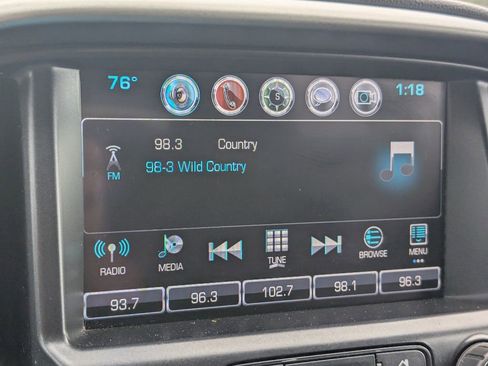 76° S 1:18
98.3 Country
98-3 Wild Country
FM
RADIO MEDIA TUNE BROWSE MENU
93.7 96.3 102.7 98.1 96.3